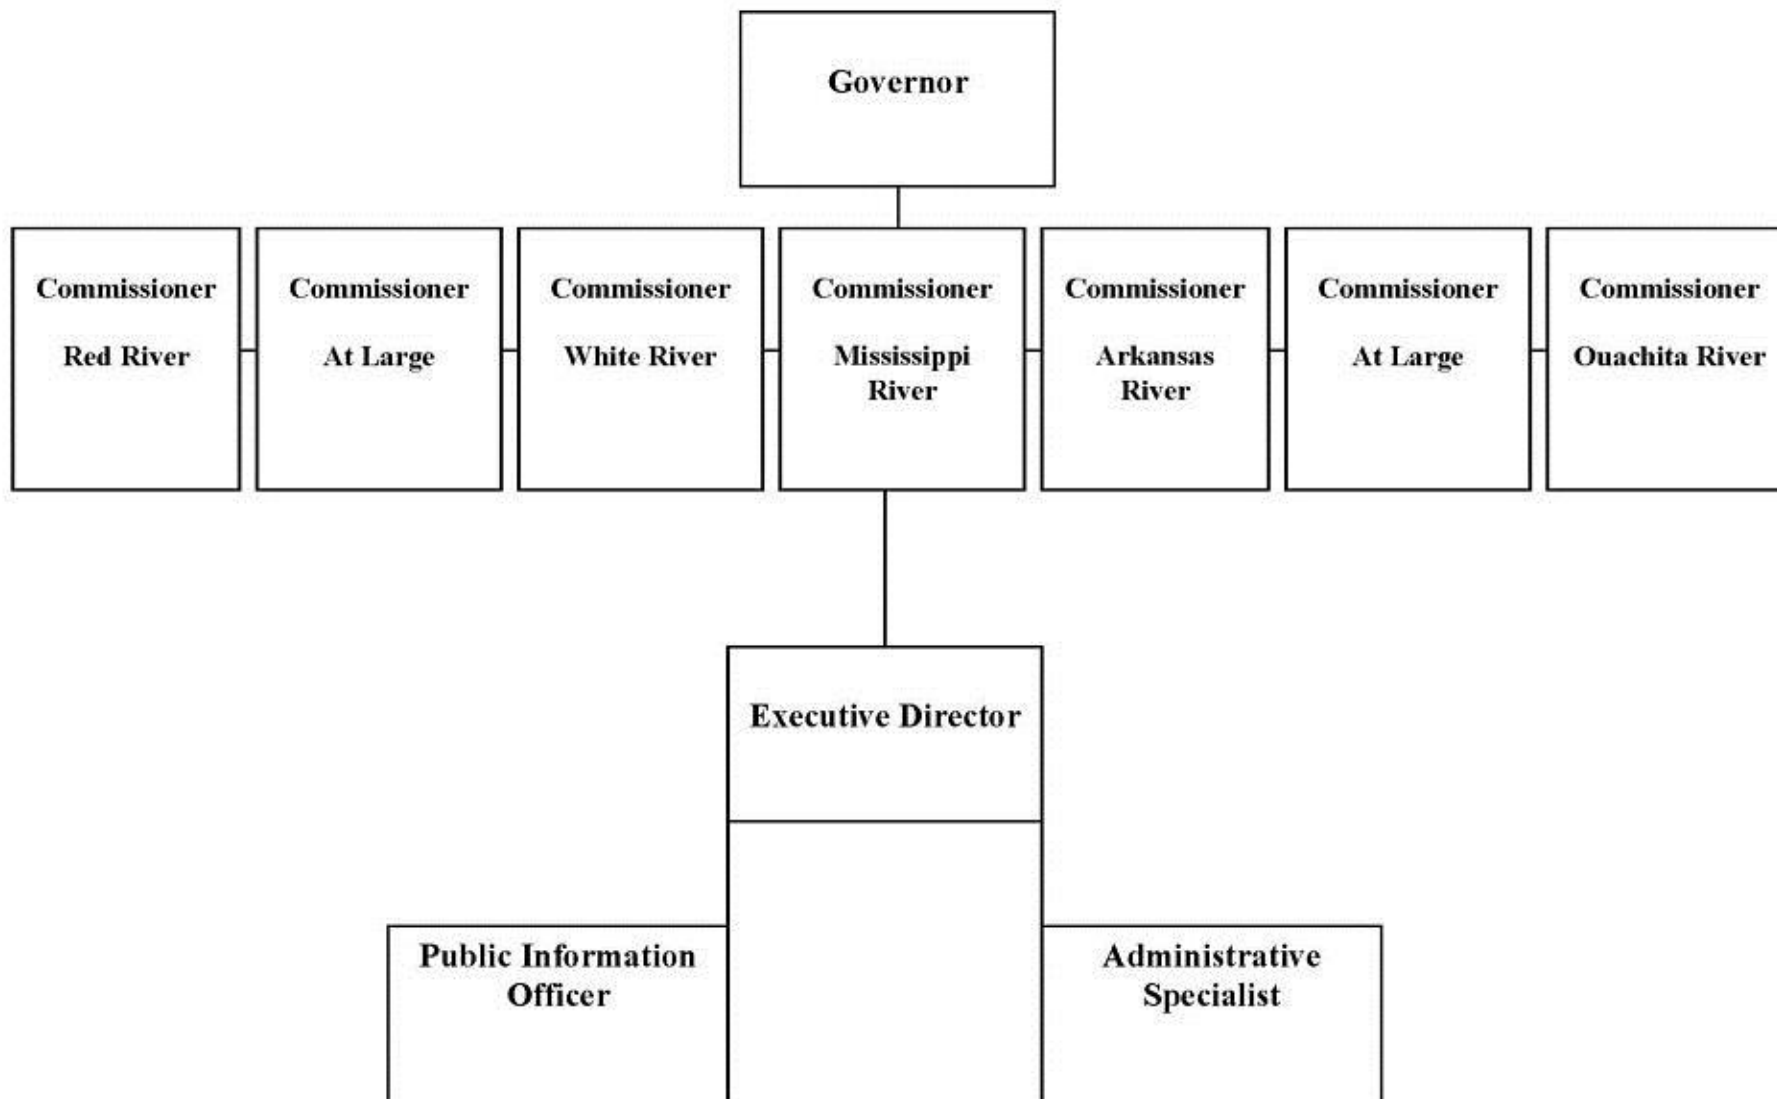 Governor
Commissioner
Red River
Commissioner
At Large
Commissioner
White River
Commissioner
Mississippi
River
Commissioner
Arkansas
River
Commissioner
At Large
Commissioner
Ouachita River
Executive Director
Public Information
Officer
Administrative
Specialist